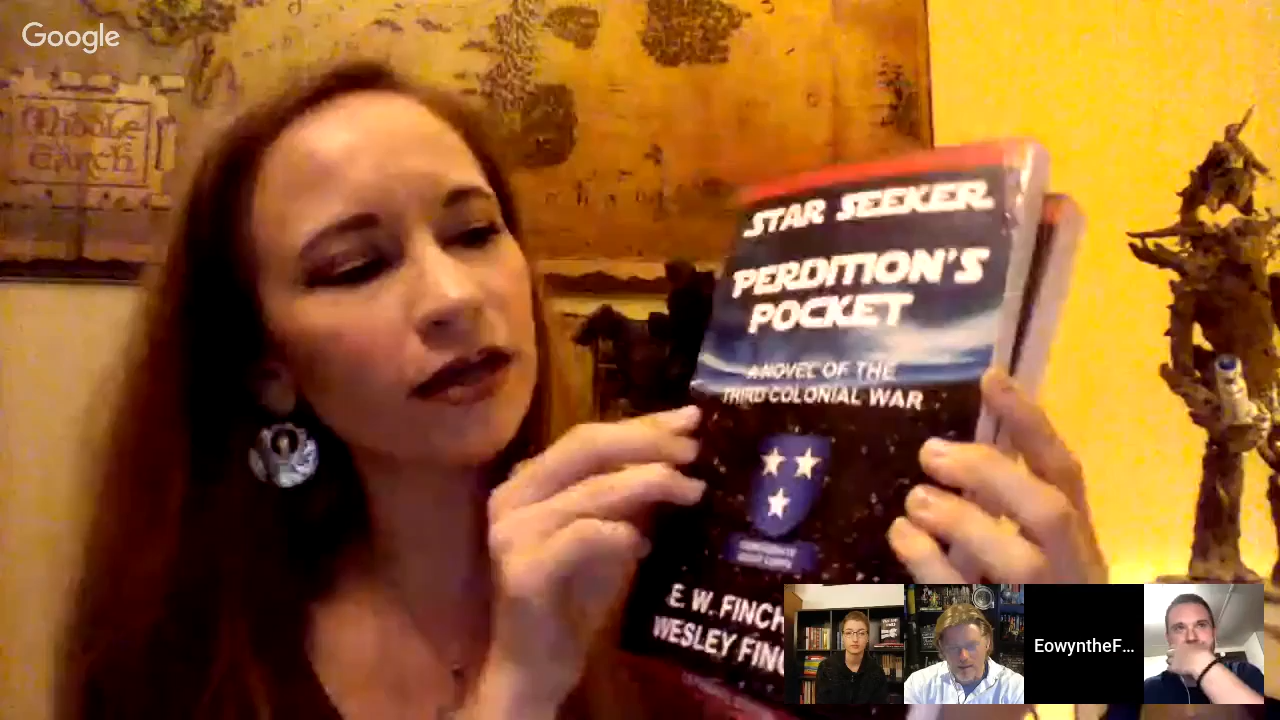 Google
Middle
Earth
STAR SEEKER
PERDITION'S
POCKET
A NOVEL OF THE
THIRD COLONIAL WAR
E. W. FINCH
WESLEY FINC
EowyntheF...